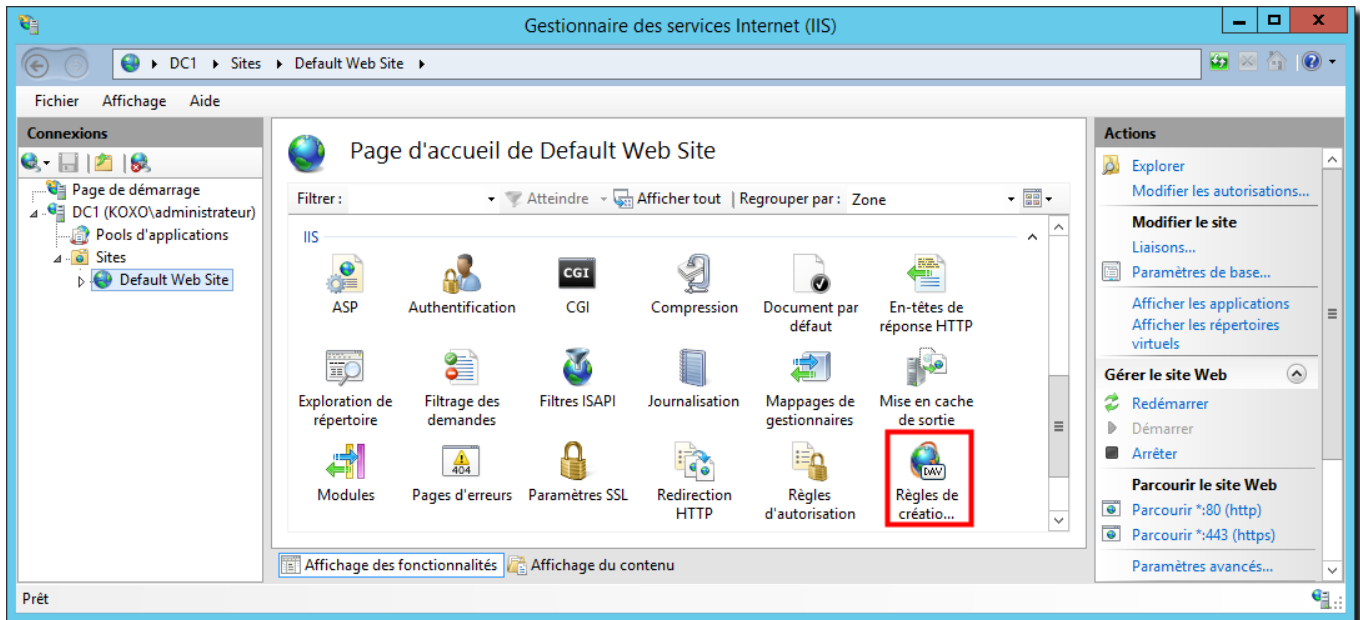 Gestionnaire des services Internet (IIS)
DC1 Sites Default Web Site
Fichier Affichage Aide
Connexions
Page de démarrage
DC1 (KOXO\administrateur)
Pools d'applications
Sites
Default Web Site
Page d'accueil de Default Web Site
Filtrer : Atteindre Afficher tout Regrouper par : Zone
IIS
ASP
Authentification
CGI
CGI
Compression
Document par
défaut
En-têtes de
réponse HTTP
Exploration de
répertoire
Filtrage des
demandes
Filtres ISAPI
Journalisation
Mappages de
gestionnaires
Mise en cache
de sortie
Modules
404
Pages d'erreurs
Paramètres SSL
Redirection
HTTP
Règles
d'autorisation
DAV
Règles de
créatio...
Affichage des fonctionnalités Affichage du contenu
Actions
Explorer
Modifier les autorisations...
Modifier le site
Liaisons...
Paramètres de base...
Afficher les applications
Afficher les répertoires
virtuels
Gérer le site Web
Redémarrer
Démarrer
Arrêter
Parcourir le site Web
Parcourir *:80 (http)
Parcourir *:443 (https)
Paramètres avancés...
Prêt